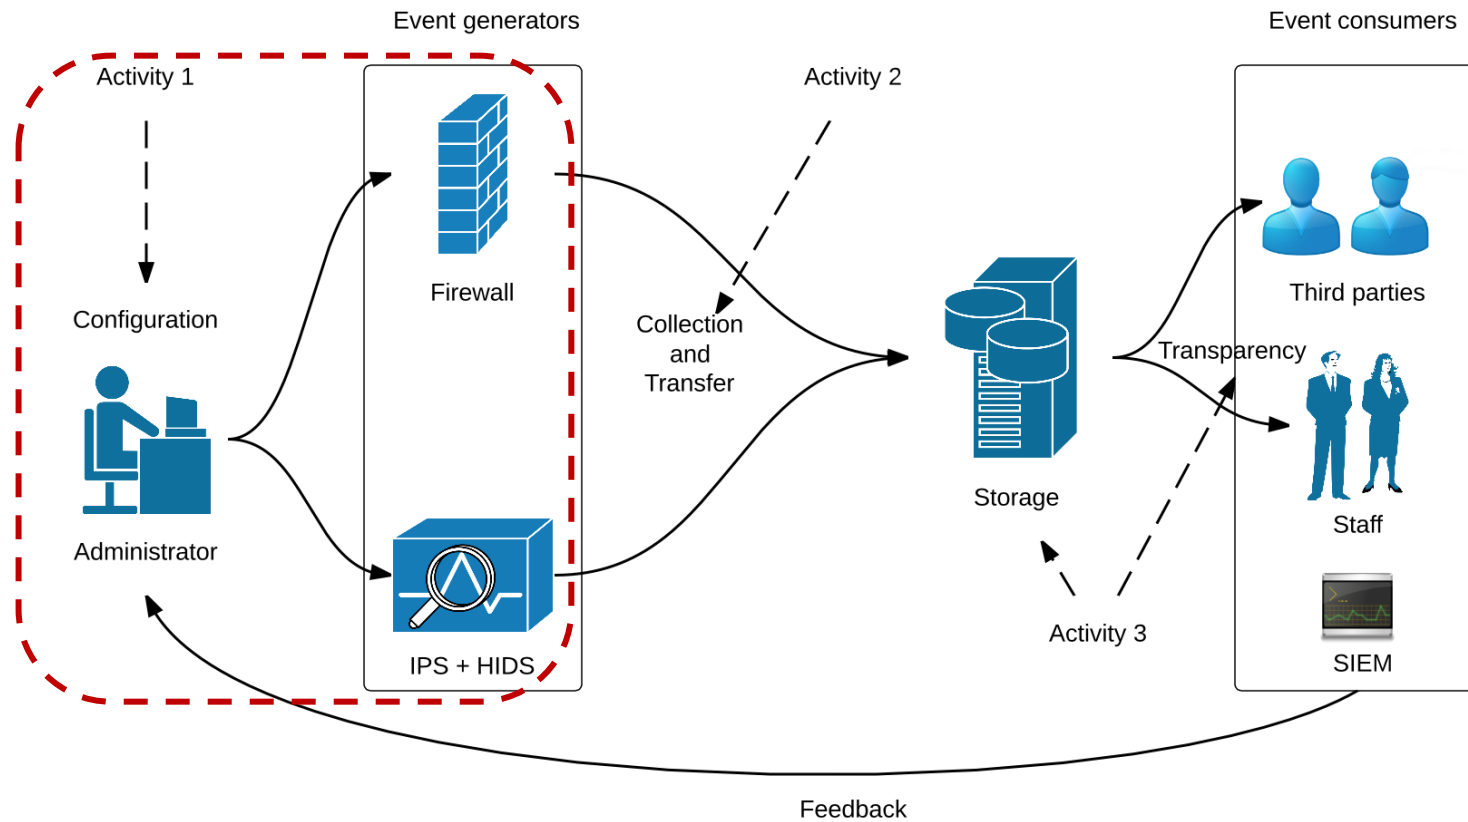 Event generators
Event consumers
Activity 1
Activity 2
Firewall
Third parties
Configuration
Collection
and
Transfer
Transparency
Storage
Staff
Administrator
Activity 3
IPS + HIDS
SIEM
Feedback